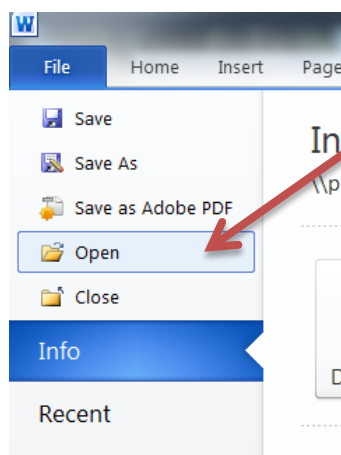 W
File Home Insert Page
Save
Save As
Save as Adobe PDF
Open
Close
Info
Recent
In
\\p
D